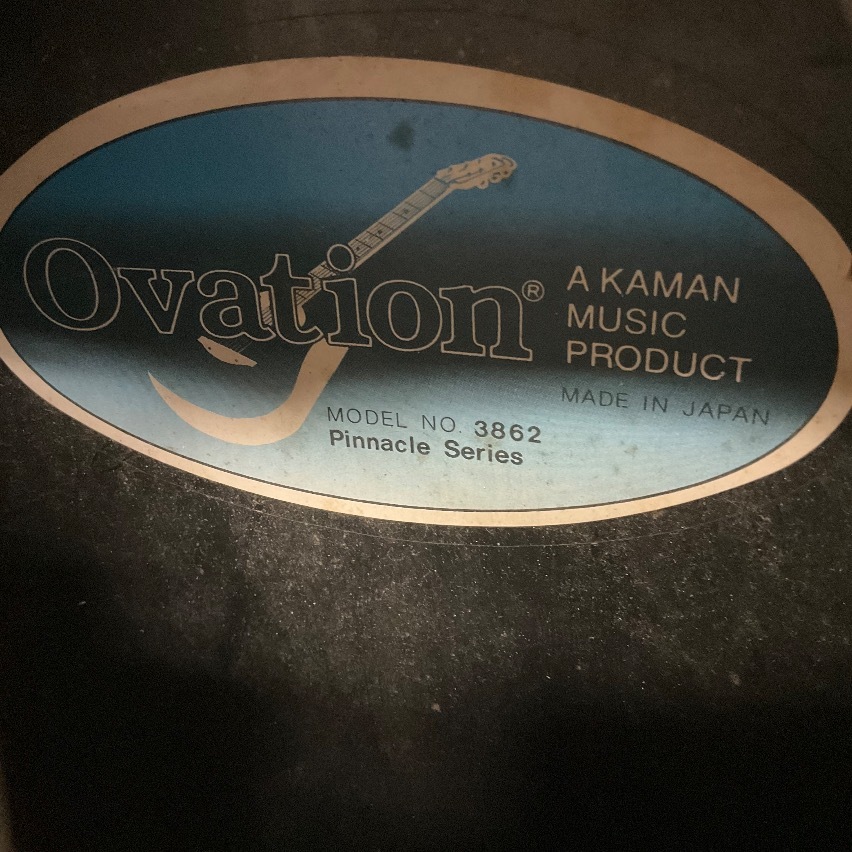 Ovation®
A KAMAN
MUSIC
PRODUCT
MADE IN JAPAN
MODEL NO. 3862
Pinnacle Series